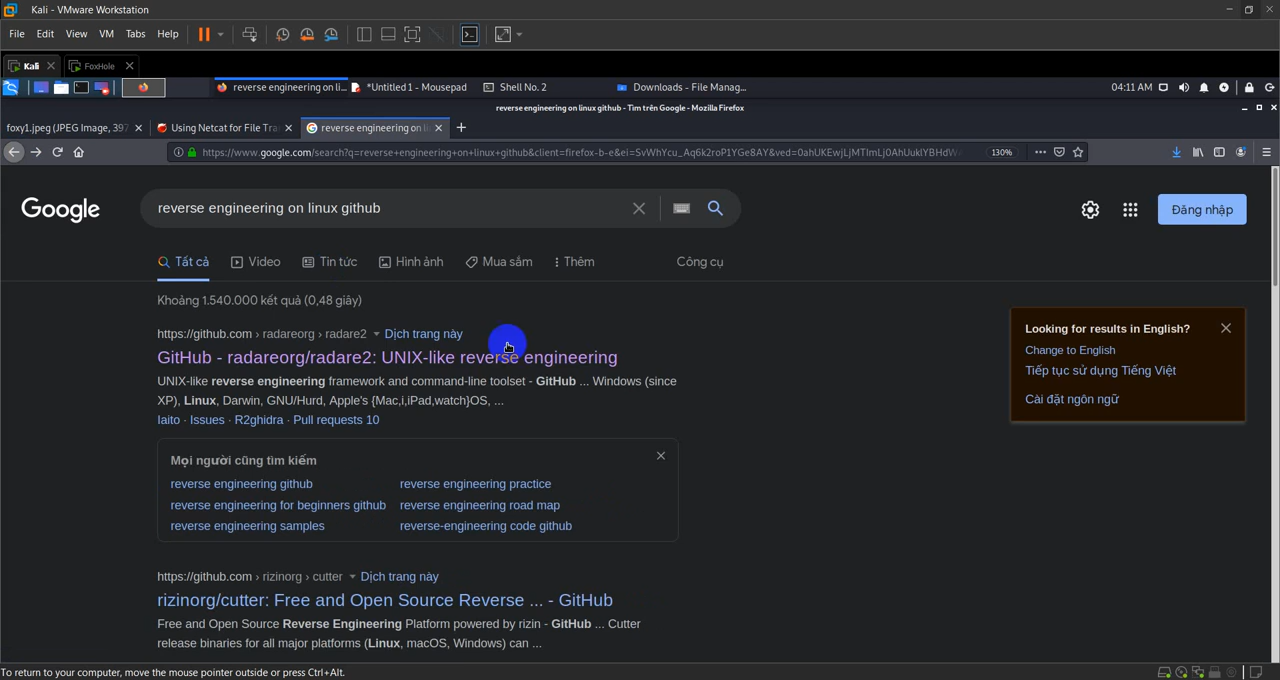 Kali - VMware Workstation
File Edit View VM Tabs Help
Kali FoxHole
reverse engineering on li... *Untitled 1 - Mousepad Shell No. 2 Downloads - File Manag... 04:11 AM
reverse engineering on linux github - Tìm trên Google - Mozilla Firefox
foxy1.jpeg (JPEG Image, 397 Using Netcat for File Tra reverse engineering on li
https://www.google.com/search?q=reverse+engineering+on+linux+github&client=firefox-b-e&ei= 130%
Google reverse engineering on linux github Đăng nhập
Tất cả Video Tin tức Hình ảnh Mua sắm Thêm Công cụ
Khoảng 1.540.000 kết quả (0,48 giây)
https://github.com › radareorg › radare2 Dịch trang này
GitHub - radareorg/radare2: UNIX-like reverse engineering
UNIX-like reverse engineering framework and command-line toolset - GitHub ... Windows (since
XP), Linux, Darwin, GNU/Hurd, Apple's {Mac,i,iPad,watch}OS, ...
Iaito · Issues · R2ghidra · Pull requests 10
Mọi người cũng tìm kiếm
reverse engineering github reverse engineering practice
reverse engineering for beginners github reverse engineering road map
reverse engineering samples reverse-engineering code github
https://github.com › rizinorg › cutter Dịch trang này
rizinorg/cutter: Free and Open Source Reverse ... - GitHub
Free and Open Source Reverse Engineering Platform powered by rizin - GitHub ... Cutter
release binaries for all major platforms (Linux, macOS, Windows) can ...
Looking for results in English?
Change to English
Tiếp tục sử dụng Tiếng Việt
Cài đặt ngôn ngữ
To return to your computer, move the mouse pointer outside or press Ctrl+Alt.